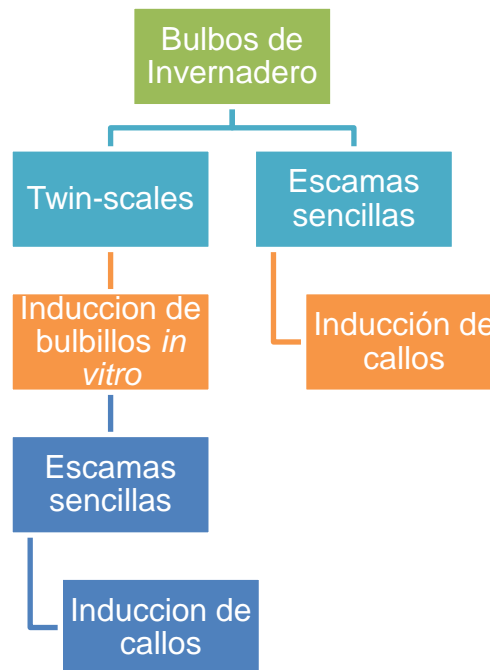 Bulbos de
Invernadero
Twin-scales
Escamas
sencillas
Induccion de
bulbillos in
vitro
Inducción de
callos
Escamas
sencillas
Induccion de
callos